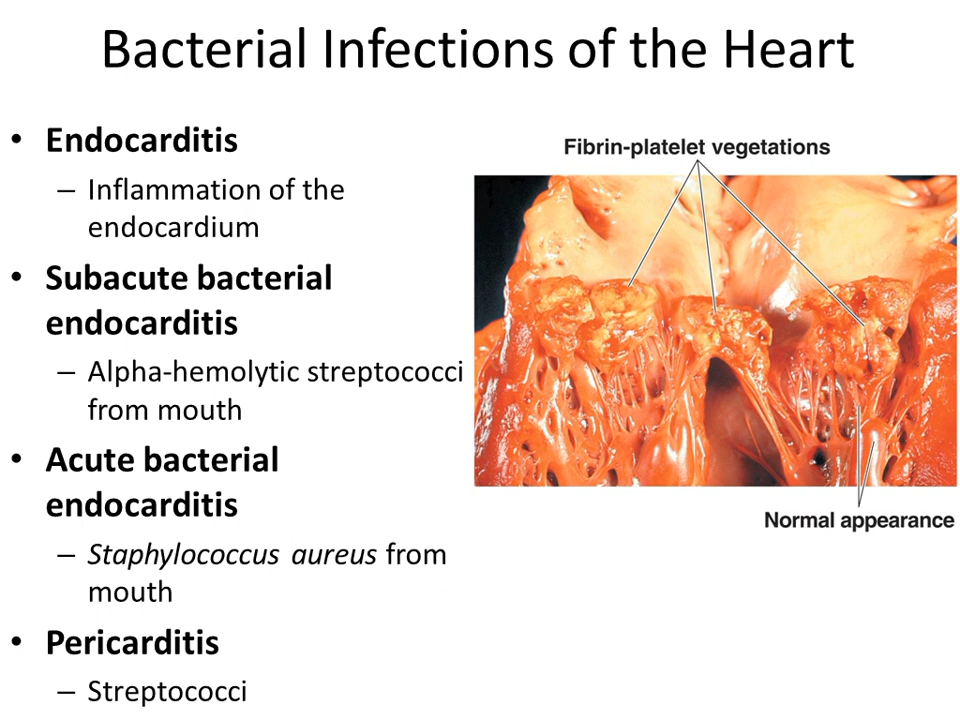 Bacterial Infections of the Heart
• Endocarditis
– Inflammation of the
endocardium
• Subacute bacterial
endocarditis
– Alpha-hemolytic streptococci
from mouth
• Acute bacterial
endocarditis
– Staphylococcus aureus from
mouth
• Pericarditis
– Streptococci
Fibrin-platelet vegetations
Normal appearance